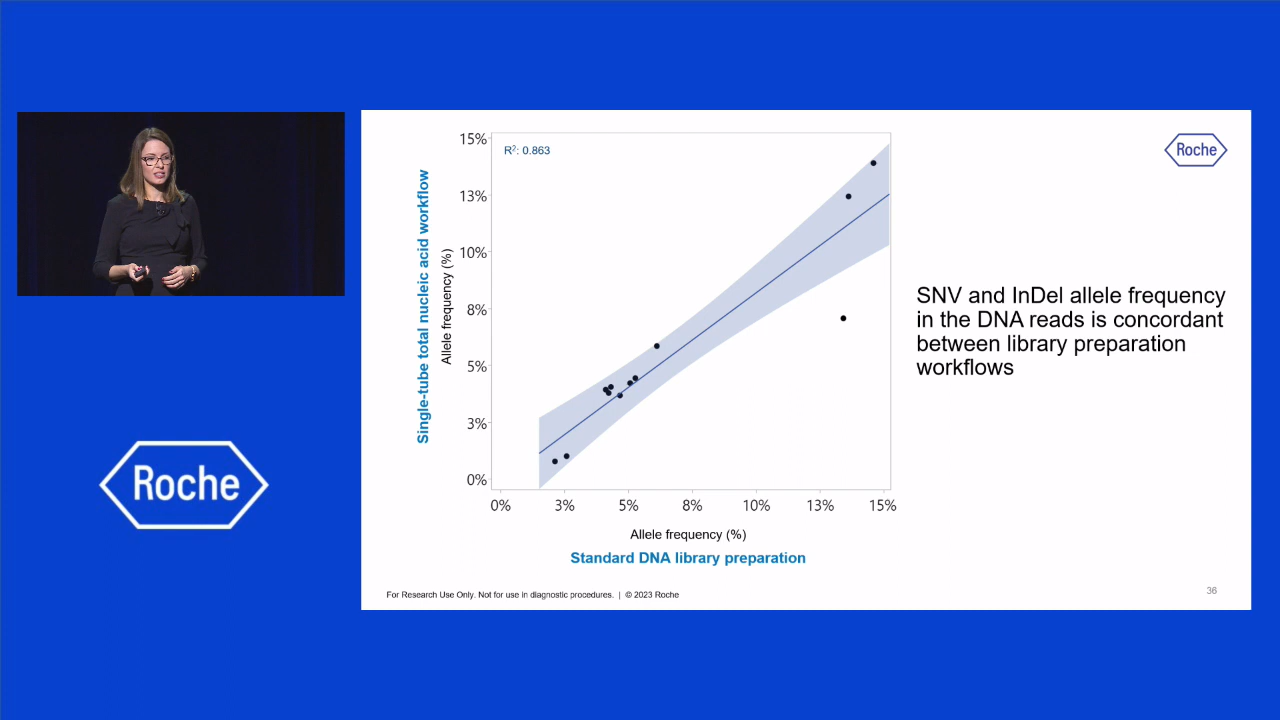 R²: 0.863
15%
13%
10%
8%
5%
3%
0%
Single-tube total nucleic acid workflow
Allele frequency (%)
0%
3%
5%
8%
10%
13%
15%
Allele frequency (%)
Standard DNA library preparation
Roche
SNV and InDel allele frequency
in the DNA reads is concordant
between library preparation
workflows
For Research Use Only. Not for use in diagnostic procedures. | © 2023 Roche
36
Roche